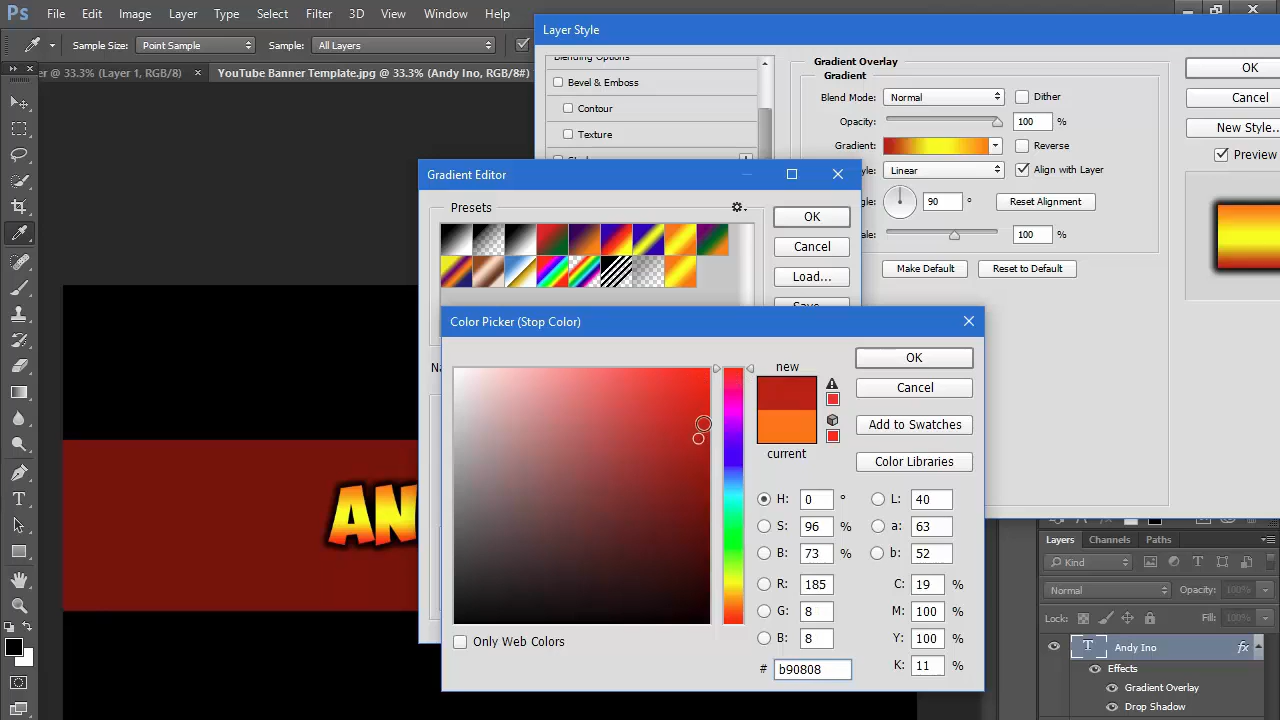 Ps File Edit Image Layer Type Select Filter 3D View Window Help
Sample Size: Point Sample Sample: All Layers
er @ 33.3% (Layer 1, RGB/8) × YouTube Banner Template.jpg @ 33.3% (Andy Ino, RGB/8#)
Layer Style
Blending Options
Bevel & Emboss
Contour
Texture
Gradient Overlay
Gradient
Blend Mode: Normal Dither
Opacity: 100 %
Gradient: Reverse
Style: Linear Align with Layer
90 ° Reset Alignment
100 %
Make Default Reset to Default
OK
Cancel
New Style...
Preview
Gradient Editor
Presets
OK
Cancel
Load...
Save...
Na
AN
Color Picker (Stop Color)
new
current
OK
Cancel
Add to Swatches
Color Libraries
H: 0 ° L: 40
S: 96 % a: 63
B: 73 % b: 52
R: 185 C: 19 %
G: 8 M: 100 %
B: 8 Y: 100 %
# b90808 K: 11 %
Only Web Colors
Layers Channels Paths
Kind
Normal Opacity: 100%
Lock: Fill: 100%
T Andy Ino fx
Effects
Gradient Overlay
Drop Shadow